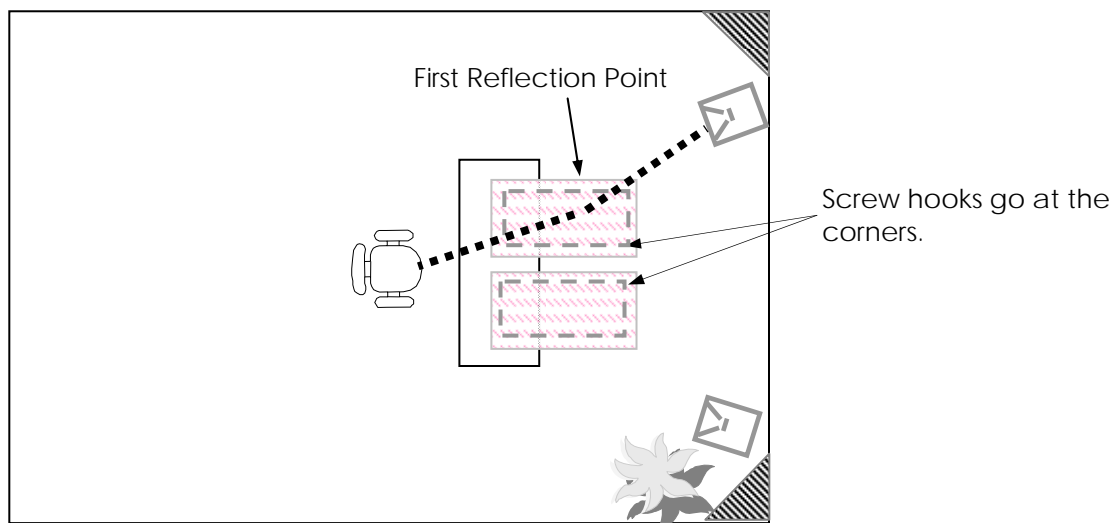 First Reflection Point
Screw hooks go at the
corners.